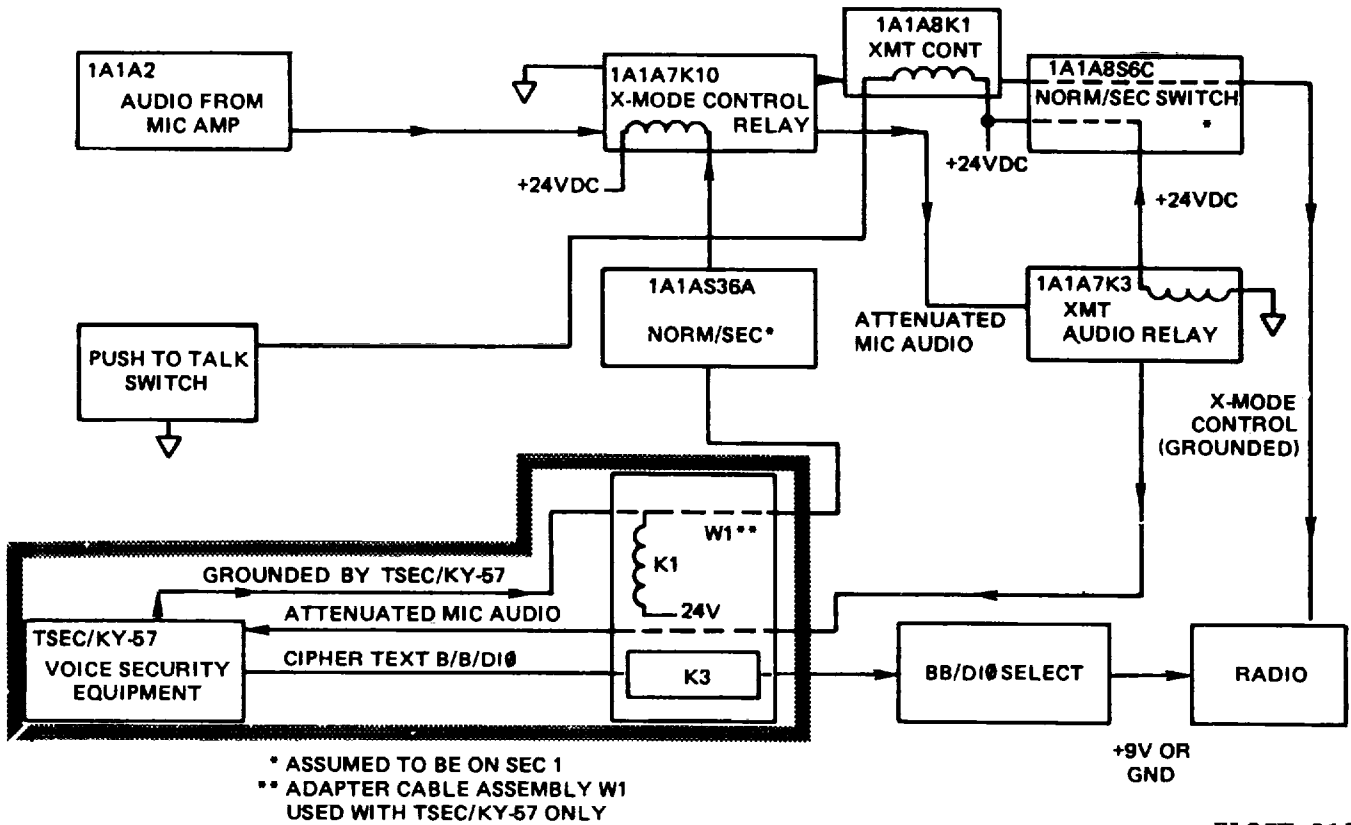 1A1A2
AUDIO FROM
MIC AMP
1A1A7K10
X-MODE CONTROL
RELAY
+24VDC
1A1A8K1
XMT CONT
+24VDC
1A1A8S6C
NORM/SEC SWITCH
*
+24VDC
1A1AS36A
NORM/SEC*
ATTENUATED
MIC AUDIO
1A1A7K3
XMT
AUDIO RELAY
PUSH TO TALK
SWITCH
X-MODE
CONTROL
(GROUNDED)
W1**
K1
24V
GROUNDED BY TSEC/KY-57
ATTENUATED MIC AUDIO
TSEC/KY-57
VOICE SECURITY
EQUIPMENT
CIPHER TEXT B/B/DIØ
K3
BB/DIØ SELECT
RADIO
+9V OR
GND
* ASSUMED TO BE ON SEC 1
** ADAPTER CABLE ASSEMBLY W1
USED WITH TSEC/KY-57 ONLY